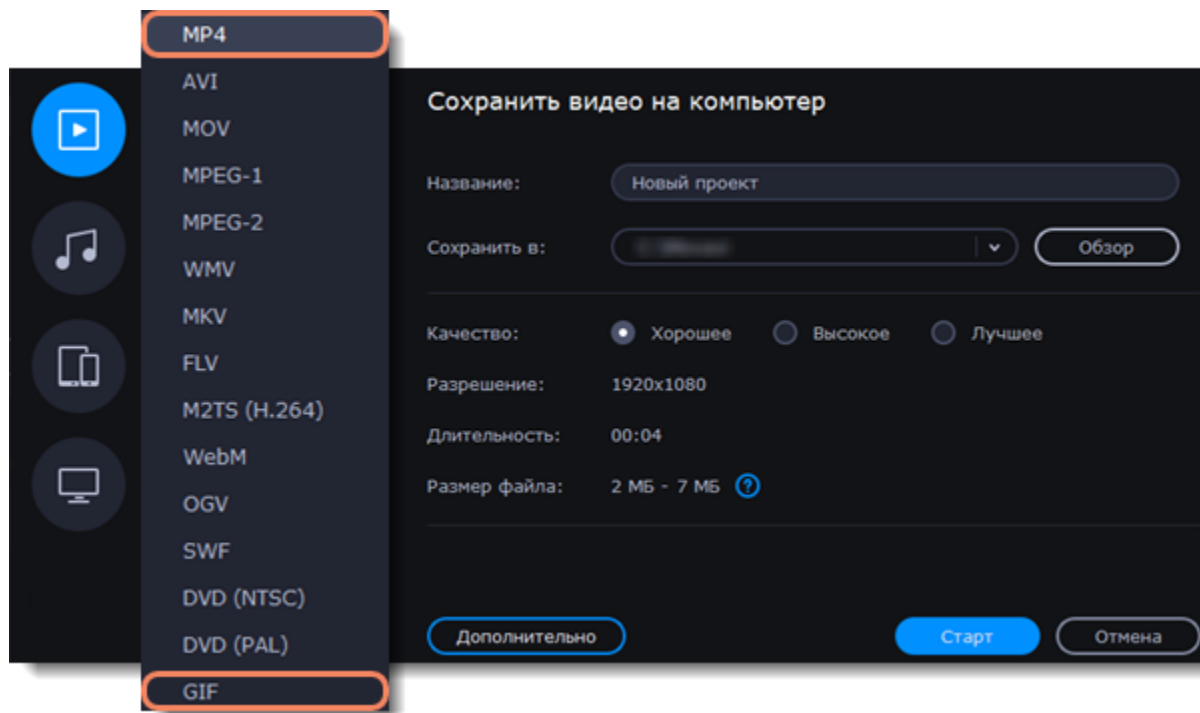 MP4
AVI
MOV
MPEG-1
MPEG-2
WMV
MKV
FLV
M2TS (H.264)
WebM
OGV
SWF
DVD (NTSC)
DVD (PAL)
GIF
Сохранить видео на компьютер
Название: Новый проект
Сохранить в: Обзор
Качество: Хорошее Высокое Лучшее
Разрешение: 1920x1080
Длительность: 00:04
Размер файла: 2 МБ - 7 МБ ?
Дополнительно Старт Отмена